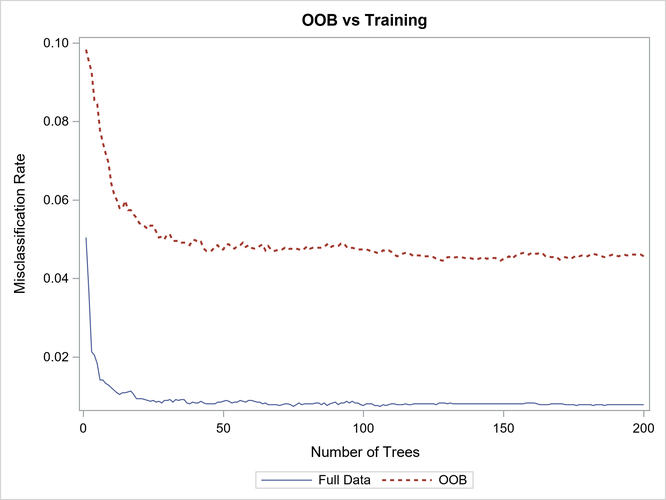 OOB vs Training
0.10
0.08
0.06
0.04
0.02
Misclassification Rate
0 50 100 150 200
Number of Trees
Full Data OOB